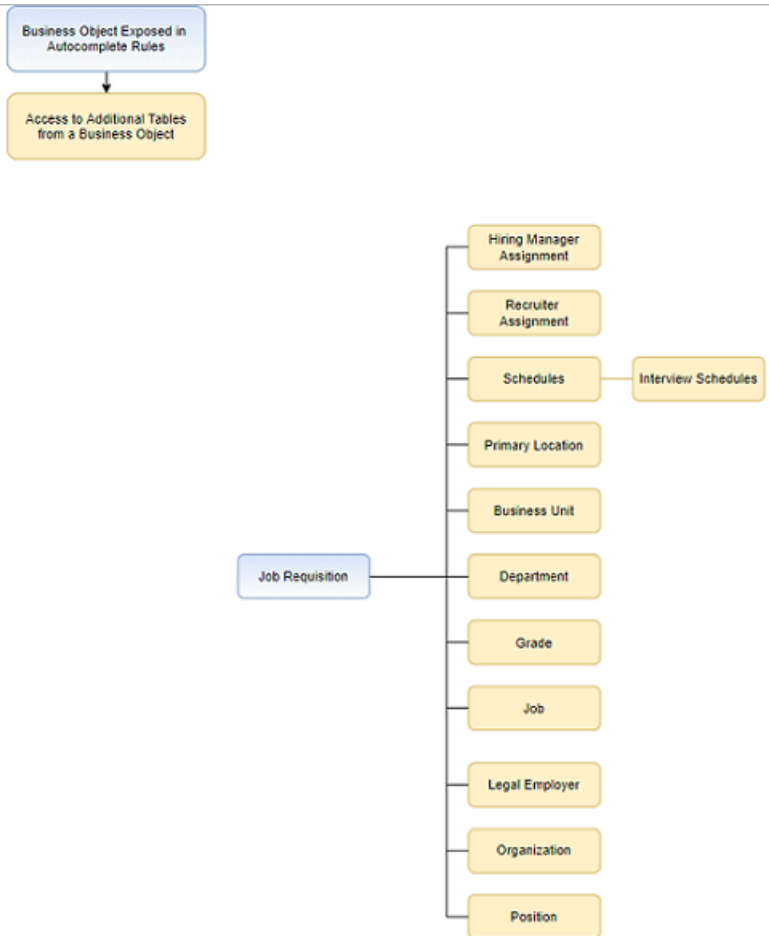 Business Object Exposed in
Autocomplete Rules
Access to Additional Tables
from a Business Object
Hiring Manager
Assignment
Recruiter
Assignment
Schedules
Interview Schedules
Primary Location
Business Unit
Job Requisition
Department
Grade
Job
Legal Employer
Organization
Position